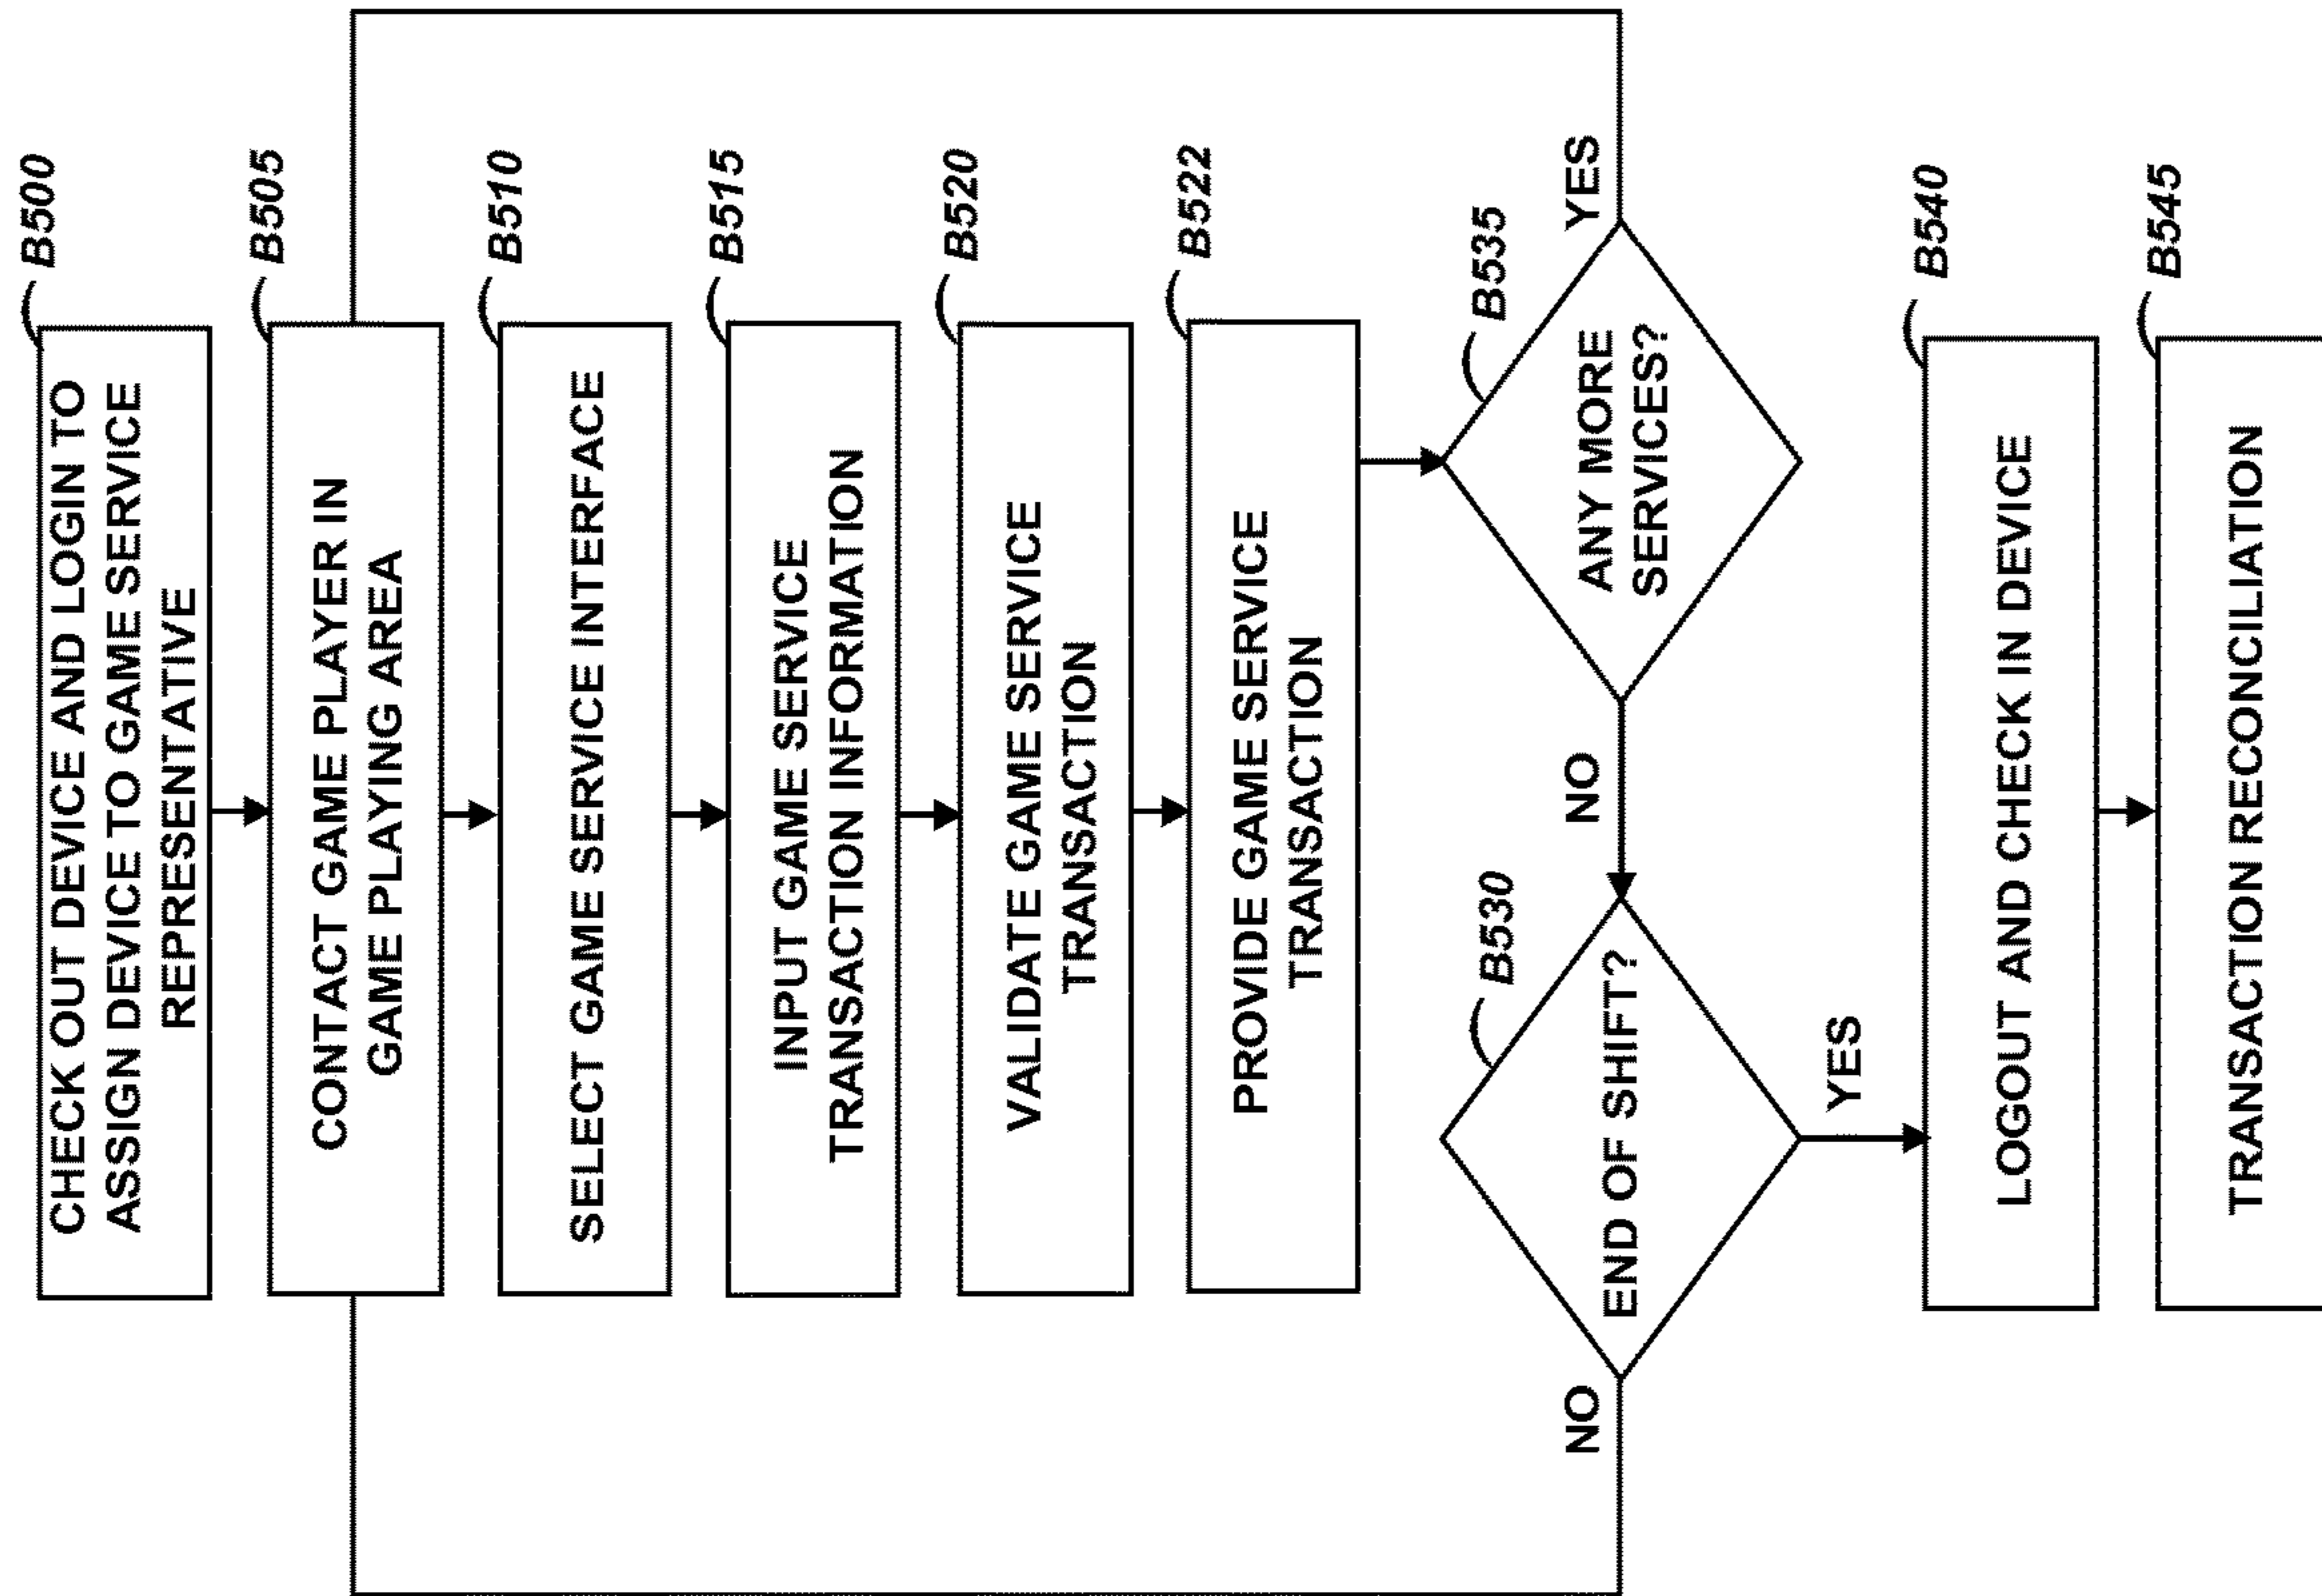 B500
CHECK OUT DEVICE AND LOGIN TO
ASSIGN DEVICE TO GAME SERVICE
REPRESENTATIVE
B505
CONTACT GAME PLAYER IN
GAME PLAYING AREA
B510
SELECT GAME SERVICE INTERFACE
B515
INPUT GAME SERVICE
TRANSACTION INFORMATION
B520
VALIDATE GAME SERVICE
TRANSACTION
B522
PROVIDE GAME SERVICE
TRANSACTION
B535
ANY MORE
SERVICES?
YES
NO
B530
END OF SHIFT?
NO
YES
B540
LOGOUT AND CHECK IN DEVICE
B545
TRANSACTION RECONCILIATION